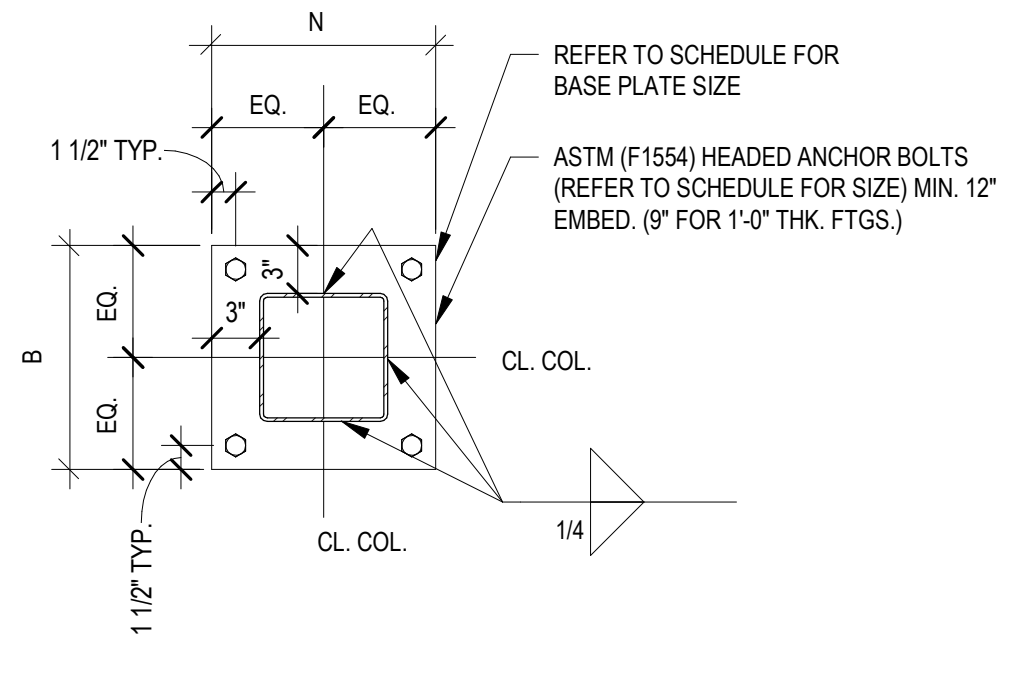 N
REFER TO SCHEDULE FOR
BASE PLATE SIZE
EQ.
EQ.
1 1/2" TYP.
ASTM (F1554) HEADED ANCHOR BOLTS
(REFER TO SCHEDULE FOR SIZE) MIN. 12"
EMBED. (9" FOR 1'-0" THK. FTGS.)
3"
EQ.
3"
B
CL. COL.
EQ.
1/4
CL. COL.
1 1/2" TYP.